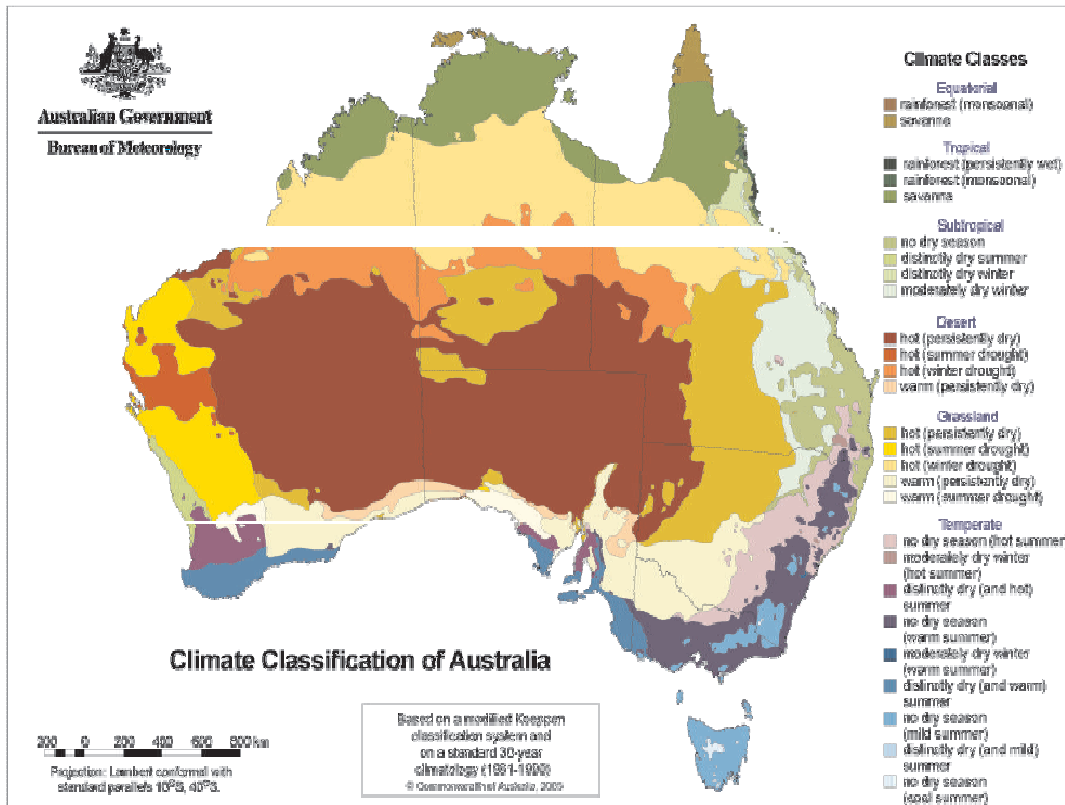 Australian Government
Bureau of Meteorology
Climate Classes
Equatorial
rainforest (monsoonal)
savanna
Tropical
rainforest (persistently wet)
rainforest (monsoonal)
savanna
Subtropical
no dry season
distinctly dry summer
distinctly dry winter
moderately dry winter
Desert
hot (persistently dry)
hot (summer drought)
hot (winter drought)
warm (persistently dry)
Grassland
hot (persistently dry)
hot (summer drought)
hot (winter drought)
warm (persistently dry)
warm (summer drought)
Temperate
no dry season (hot summer
moderately dry winter
(hot summer)
distinctly dry (and hot)
summer
no dry season
(warm summer)
moderately dry winter
(warm summer)
distinctly dry (and warm)
summer
no dry season
(mild summer)
distinctly dry (and mild)
summer
no dry season
(cool summer)
Climate Classification of Australia
Based on a modified Koeppen
classification system and
on a standard 30-year
climatology (1961-1990)
© Commonwealth of Australia, 2005
200 0 200 400 600 800 km
Projection: Lambert conformal with
standard parallels 10°S, 40°S.